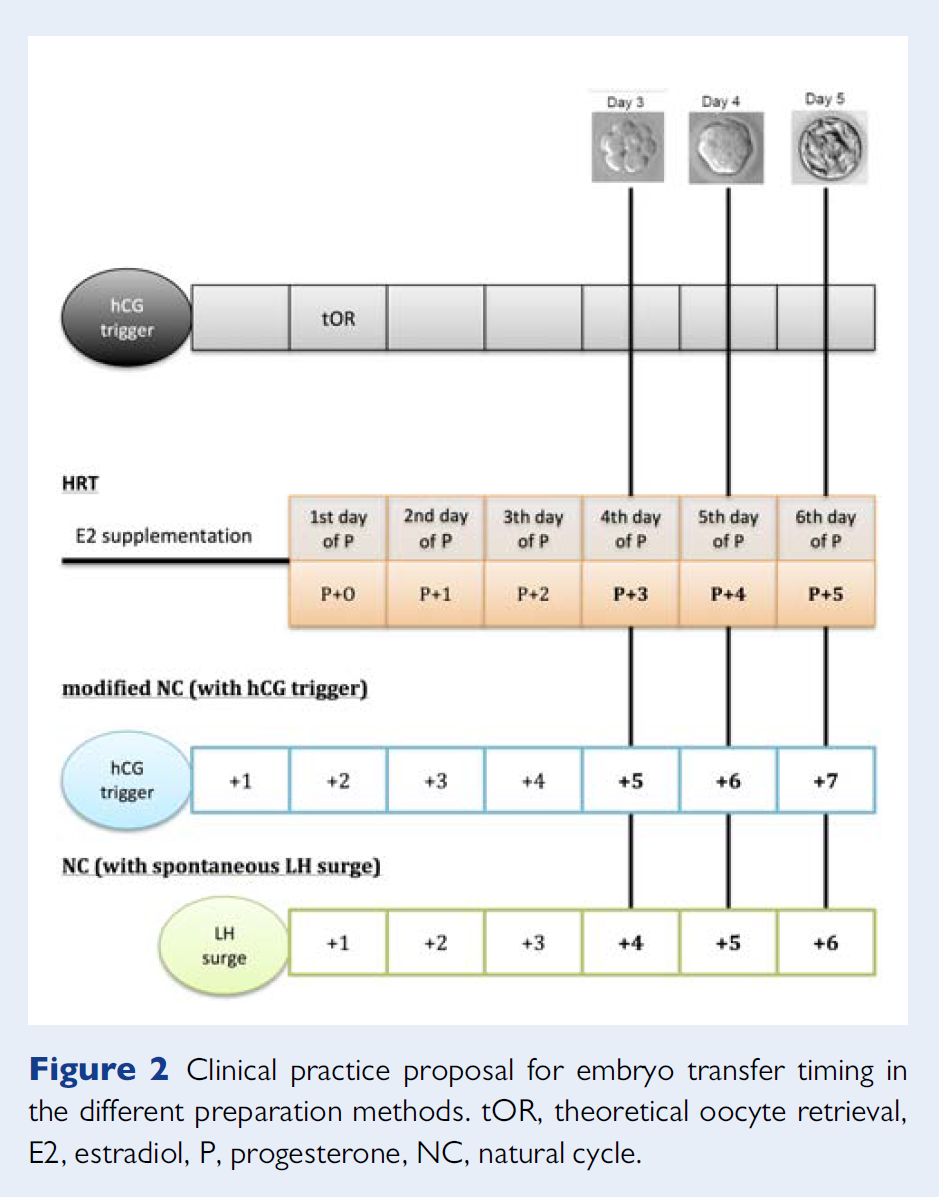 Day 3 Day 4 Day 5
hCG
trigger
tOR
HRT
E2 supplementation
1st day
of P
2nd day
of P
3th day
of P
4th day
of P
5th day
of P
6th day
of P
P+0 P+1 P+2 P+3 P+4 P+5
modified NC (with hCG trigger)
hCG
trigger
+1 +2 +3 +4 +5 +6 +7
NC (with spontaneous LH surge)
LH
surge
+1 +2 +3 +4 +5 +6
Figure 2 Clinical practice proposal for embryo transfer timing in
the different preparation methods. tOR, theoretical oocyte retrieval,
E2, estradiol, P, progesterone, NC, natural cycle.